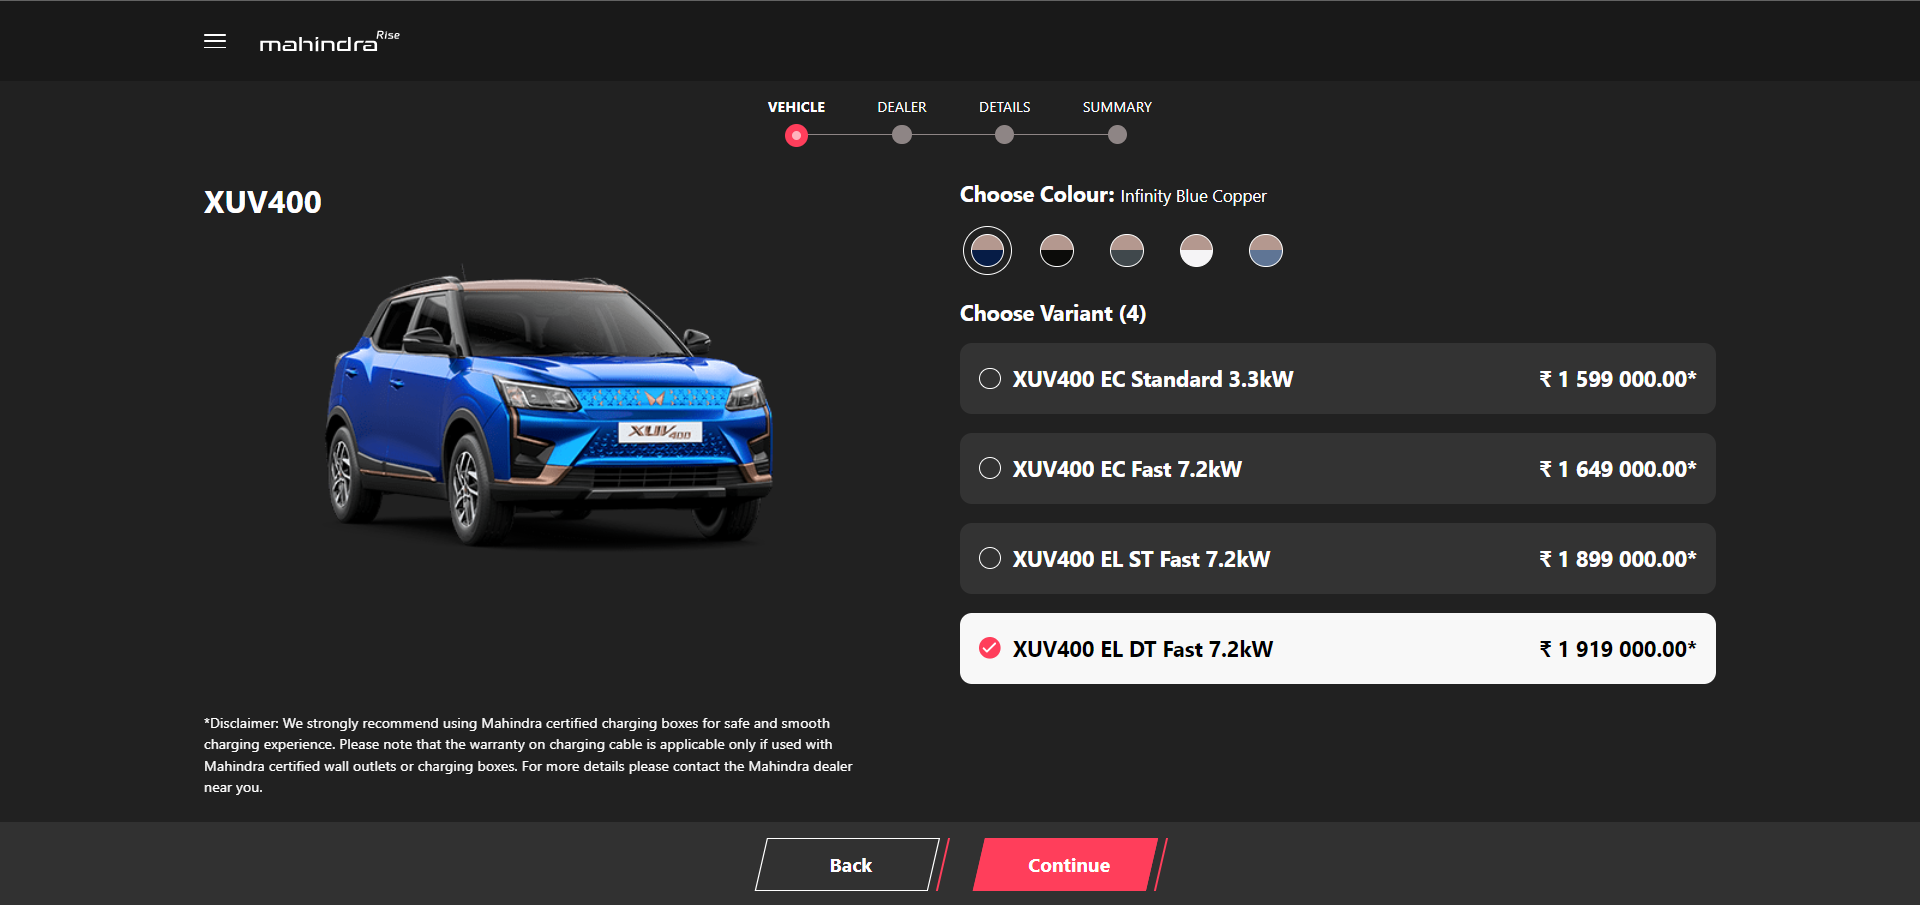 mahindra Rise
VEHICLE DEALER DETAILS SUMMARY
XUV400
XUV400
*Disclaimer: We strongly recommend using Mahindra certified charging boxes for safe and smooth
charging experience. Please note that the warranty on charging cable is applicable only if used with
Mahindra certified wall outlets or charging boxes. For more details please contact the Mahindra dealer
near you.
Choose Colour: Infinity Blue Copper
Choose Variant (4)
XUV400 EC Standard 3.3kW ₹ 1 599 000.00*
XUV400 EC Fast 7.2kW ₹ 1 649 000.00*
XUV400 EL ST Fast 7.2kW ₹ 1 899 000.00*
XUV400 EL DT Fast 7.2kW ₹ 1 919 000.00*
Back Continue